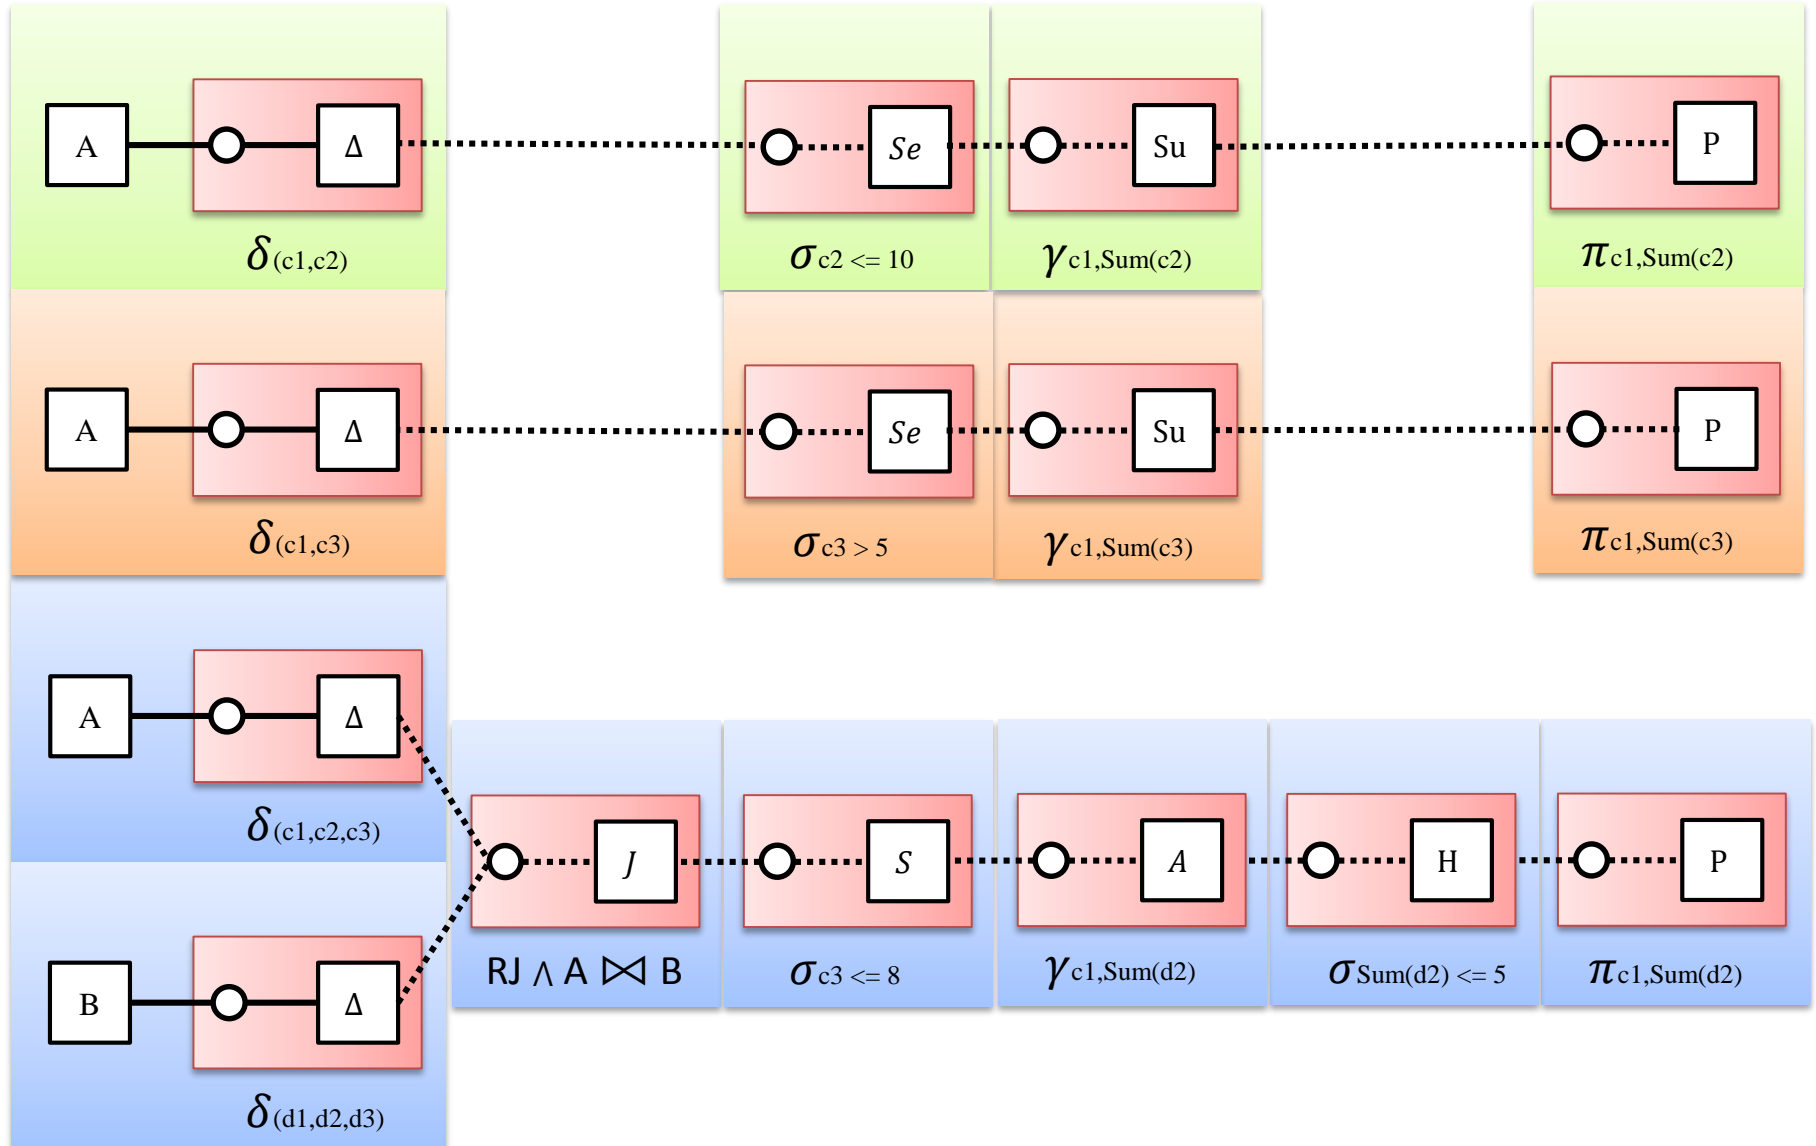 A Δ Se Su P
δ(c1,c2) σc2 <= 10 γc1,Sum(c2) πc1,Sum(c2)
A Δ Se Su P
δ(c1,c3) σc3 > 5 γc1,Sum(c3) πc1,Sum(c3)
A Δ
δ(c1,c2,c3)
J S A H P
RJ ∧ A ⋈ B σc3 <= 8 γc1,Sum(d2) σSum(d2) <= 5 πc1,Sum(d2)
B Δ
δ(d1,d2,d3)